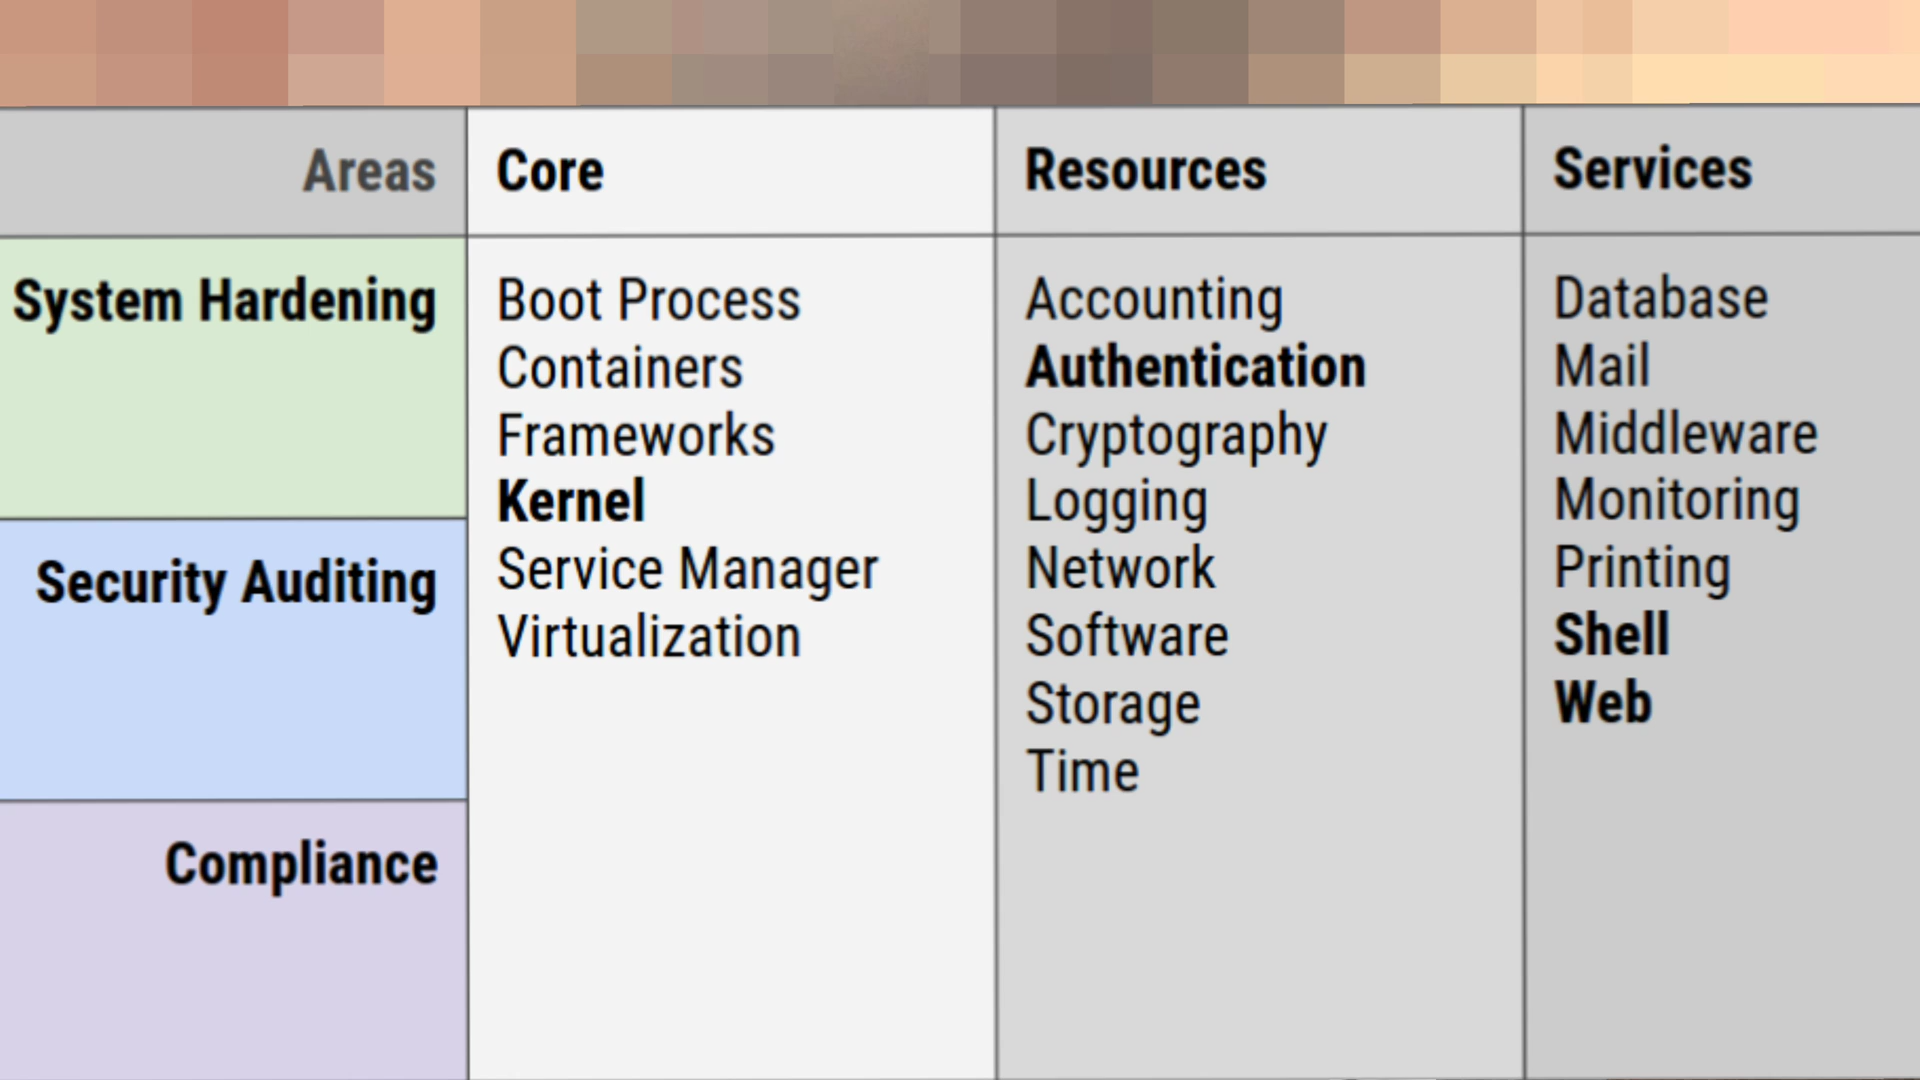 Areas
Core
Resources
Services
System Hardening
Security Auditing
Compliance
Boot Process
Containers
Frameworks
Kernel
Service Manager
Virtualization
Accounting
Authentication
Cryptography
Logging
Network
Software
Storage
Time
Database
Mail
Middleware
Monitoring
Printing
Shell
Web